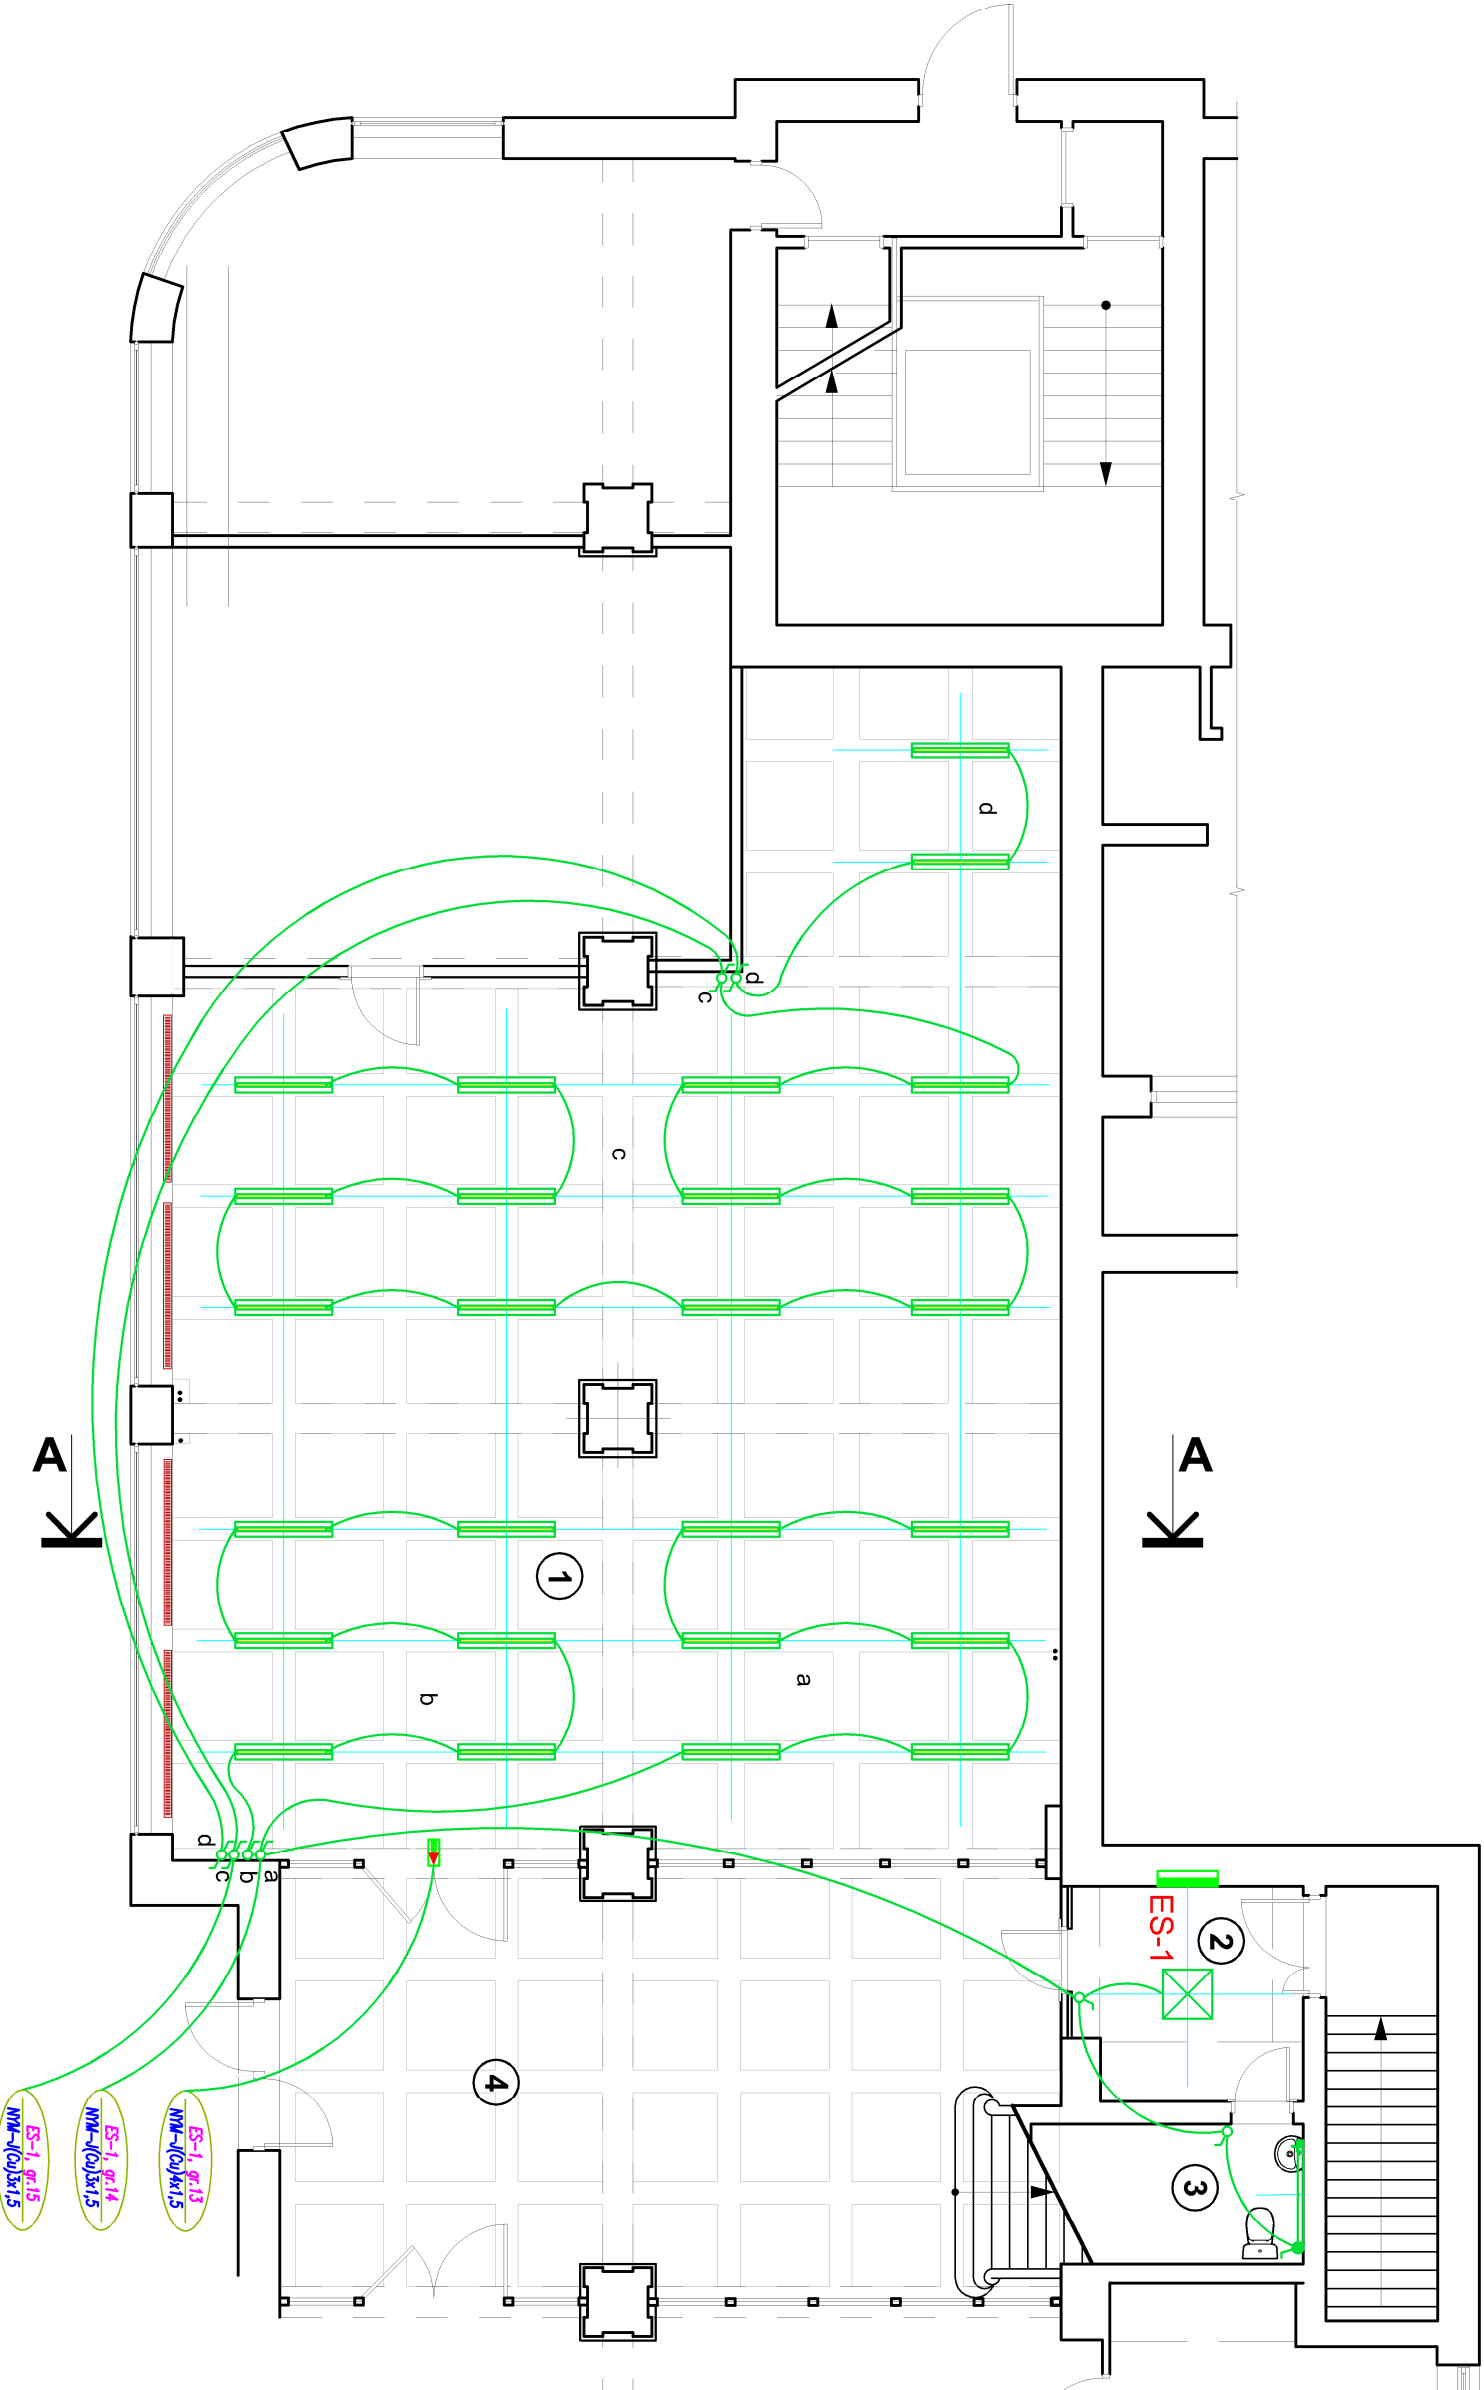 d
d
c
c
A
A
1
a
b
d
c
b
a
ES-1
2
4
3
ES-1, gr.15
NYM-J(Cu)3x1,5
ES-1, gr.14
NYM-J(Cu)3x1,5
ES-1, gr.13
NYM-J(Cu)4x1,5